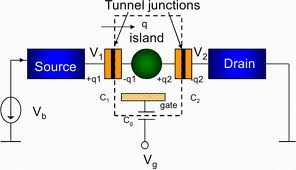 Tunnel junctions
q
island
V1
V2
Source
Drain
+q1
-q1
+q2
-q2
C1
C2
gate
Cg
Vb
Vg